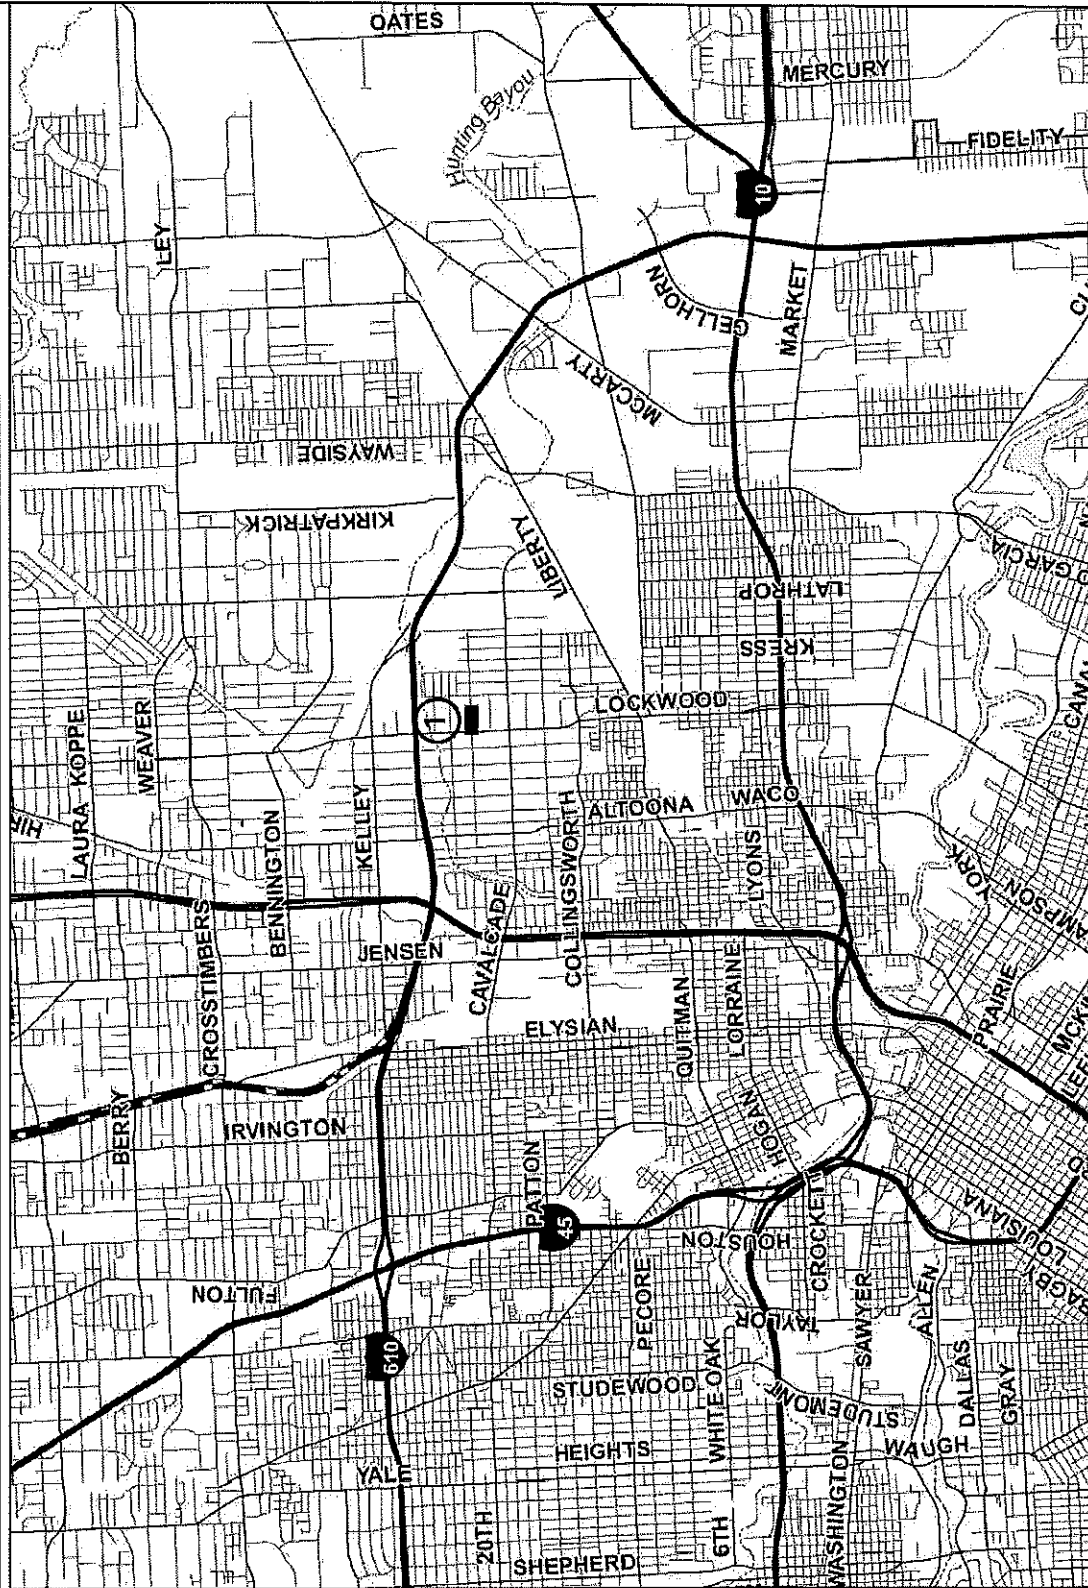 OATES
MERCURY
Hunting Bayou
FIDELITY
10
LEY
GELLHORN
MARKET
MCCARTY
WAYSIDE
KIRKPATRICK
LIBERTY
GARCIA
LATHROP
KRESS
LOCKWOOD
1
LAURA KOPPE
WEAVER
KELLEY
ALTOONA
WACO
COLLINGSWORTH
LYONS
BENNINGTON
YORK
CROSSTIMBERS
CAVALCADE
JENSEN
LORRAINE
QUITMAN
PRAIRIE
ELYSIAN
BERRY
IRVINGTON
HOGAN
PATTON
45
HOUSTON
CROCKETT
LOUISIANA
FULTON
PECORE
TAYLOR
SAWYER
ALLEN
610
STUDEWOOD
WHITE OAK
STUDEMONT
DALLAS
GRAY
HEIGHTS
WAUGH
YALE
20TH
6TH
WASHINGTON
SHEPHERD